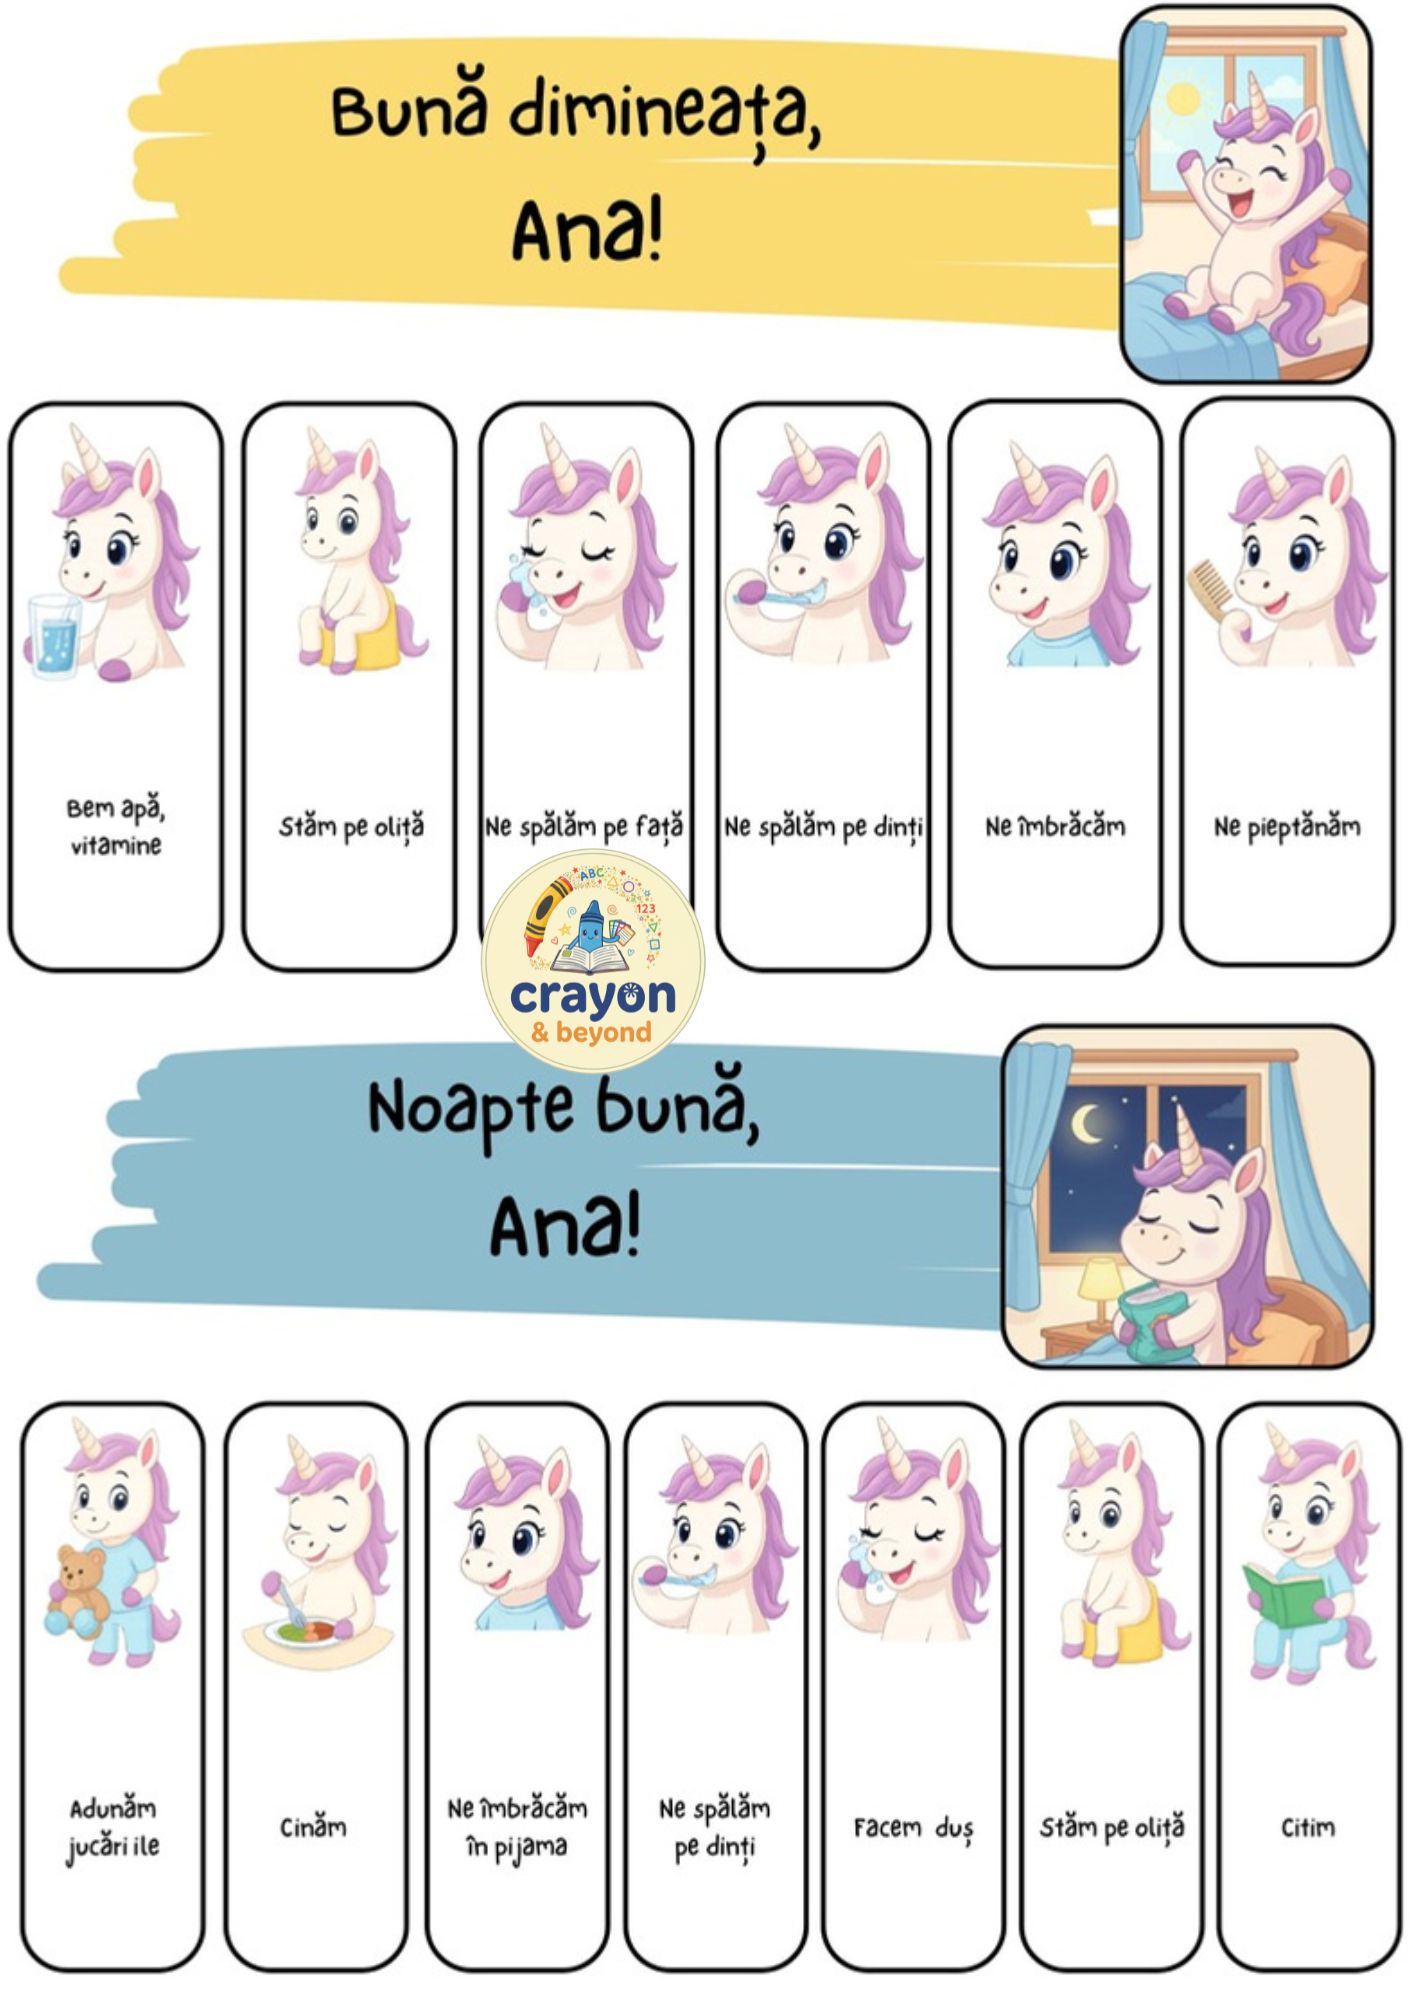 Bună dimineața,
Ana!
Bem apă,
vitamine
Stăm pe oliță
Ne spălăm pe față
Ne spălăm pe dinți
Ne îmbrăcăm
Ne pieptănăm
ABC
123
crayon
& beyond
Noapte bună,
Ana!
Adunăm
jucări ile
Cinăm
Ne îmbrăcăm
în pijama
Ne spălăm
pe dinți
Facem duș
Stăm pe oliță
Citim